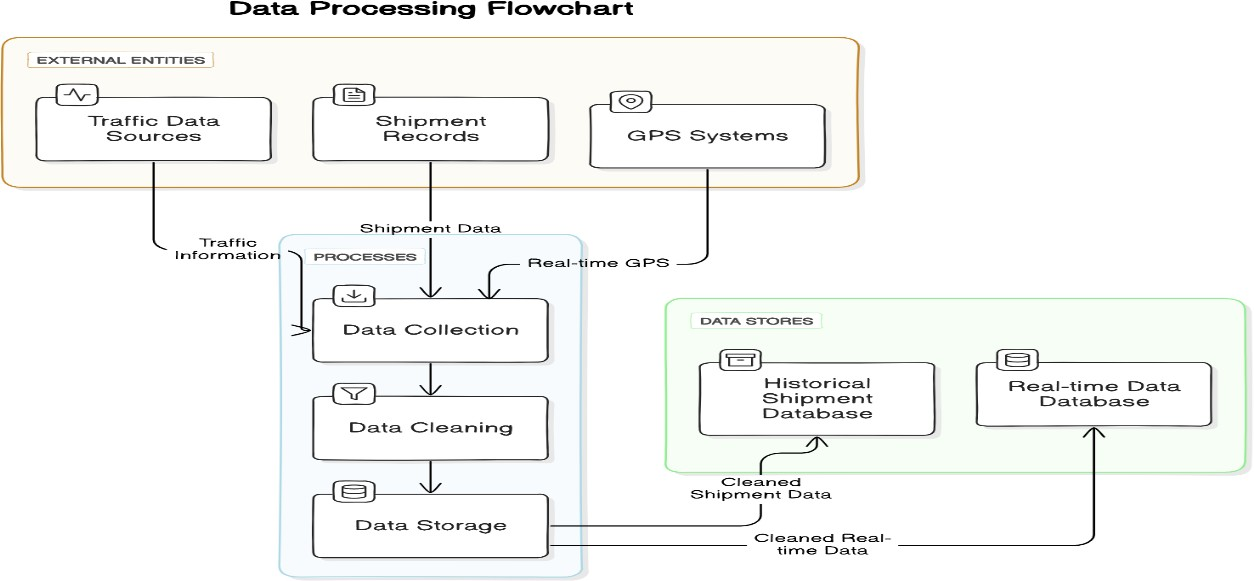 Data Processing Flowchart
EXTERNAL ENTITIES
Traffic Data
Sources
Shipment
Records
GPS Systems
Shipment Data
Traffic
Information
PROCESSES
Real-time GPS
Data Collection
DATA STORES
Historical
Shipment
Database
Real-time Data
Database
Data Cleaning
Cleaned
Shipment Data
Data Storage
Cleaned Real-
time Data